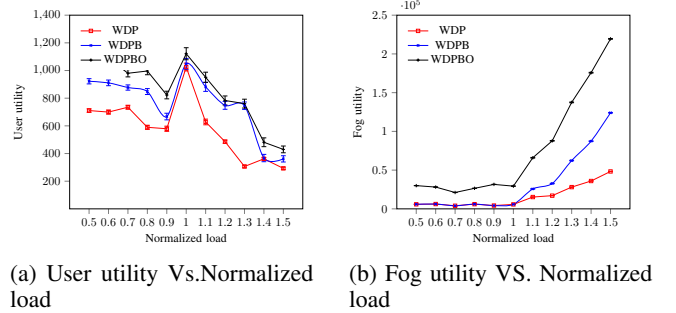 1,400
1,200
1,000
800
600
400
User utility
WDP
WDPB
WDPBO
0.5 0.6 0.7 0.8 0.9 1 1.1 1.2 1.3 1.4 1.5
Normalized load
(a) User utility Vs.Normalized
load
·10^5
2.5
2
1.5
1
0.5
0
Fog utility
WDP
WDPB
WDPBO
0.5 0.6 0.7 0.8 0.9 1 1.1 1.2 1.3 1.4 1.5
Normalized load
(b) Fog utility VS. Normalized
load